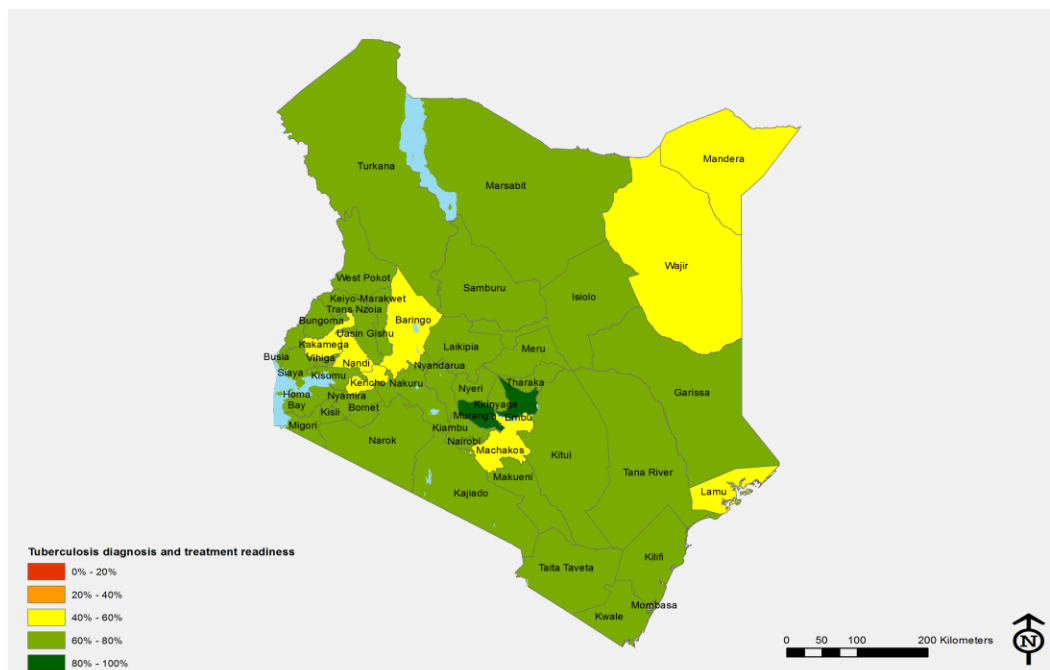 Mandera
Turkana
Marsabit
Wajir
West Pokot
Samburu
Isiolo
Keiyo-Marakwet
Trans Nzoia
Baringo
Bungoma
Uasin Gishu
Kakamega
Laikipia
Meru
Busia
Vihiga
Nandi
Nyandarua
Siaya
Kisumu
Kericho
Nakuru
Nyeri
Tharaka
Garissa
Homa
Bay
Nyamira
Kirinyaga
Kisii
Bomet
Murang'a
Embu
Migori
Kiambu
Narok
Nairobi
Machakos
Kitui
Tana River
Makueni
Kajiado
Lamu
Taita Taveta
Kilifi
Mombasa
Kwale
Tuberculosis diagnosis and treatment readiness
0% - 20%
20% - 40%
40% - 60%
60% - 80%
80% - 100%
0 50 100 200 Kilometers
N